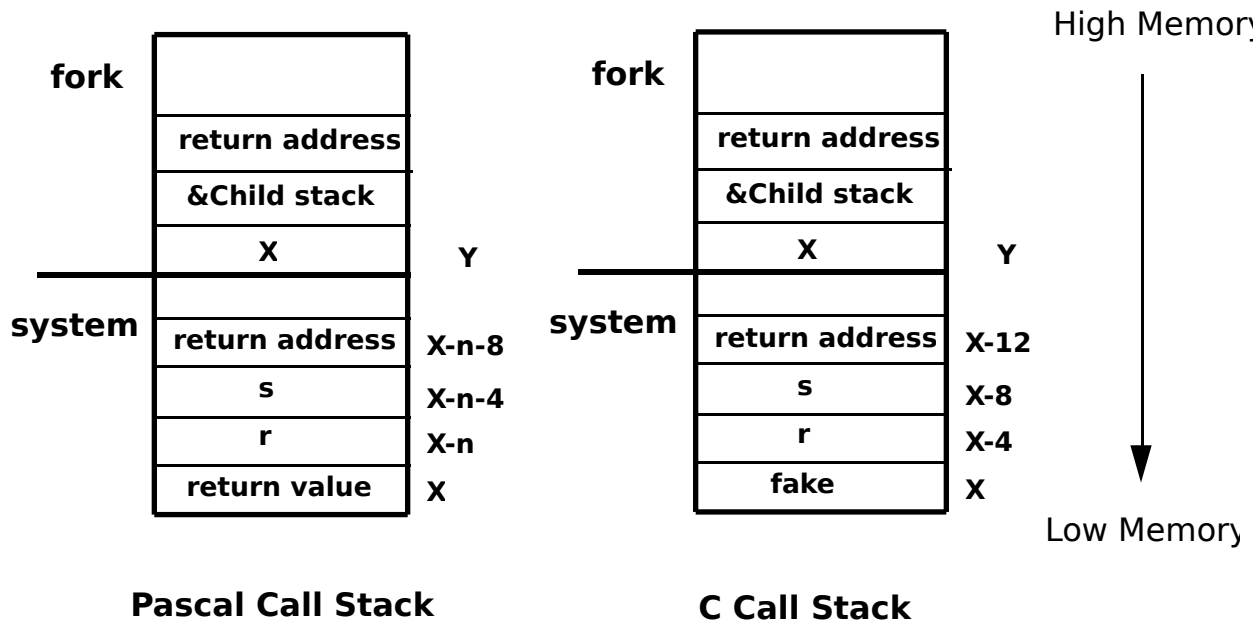 fork
return address
&Child stack
X
Y
system
return address
X-n-8
s
X-n-4
r
X-n
return value
X
Pascal Call Stack
fork
return address
&Child stack
X
Y
system
return address
X-12
s
X-8
r
X-4
fake
X
C Call Stack
High Memory
Low Memory